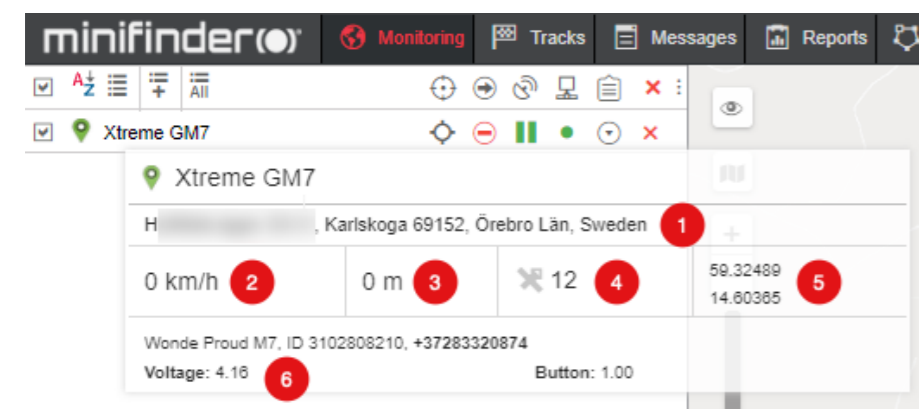 minifinder
Monitoring Tracks Messages Reports
AZ All
Xtreme GM7
Xtreme GM7
H , Karlskoga 69152, Örebro Län, Sweden 1
0 km/h 2 0 m 3 12 4 59.32489 5
14.60365
Wonde Proud M7, ID 3102808210, +37283320874
Voltage: 4.16 6 Button: 1.00